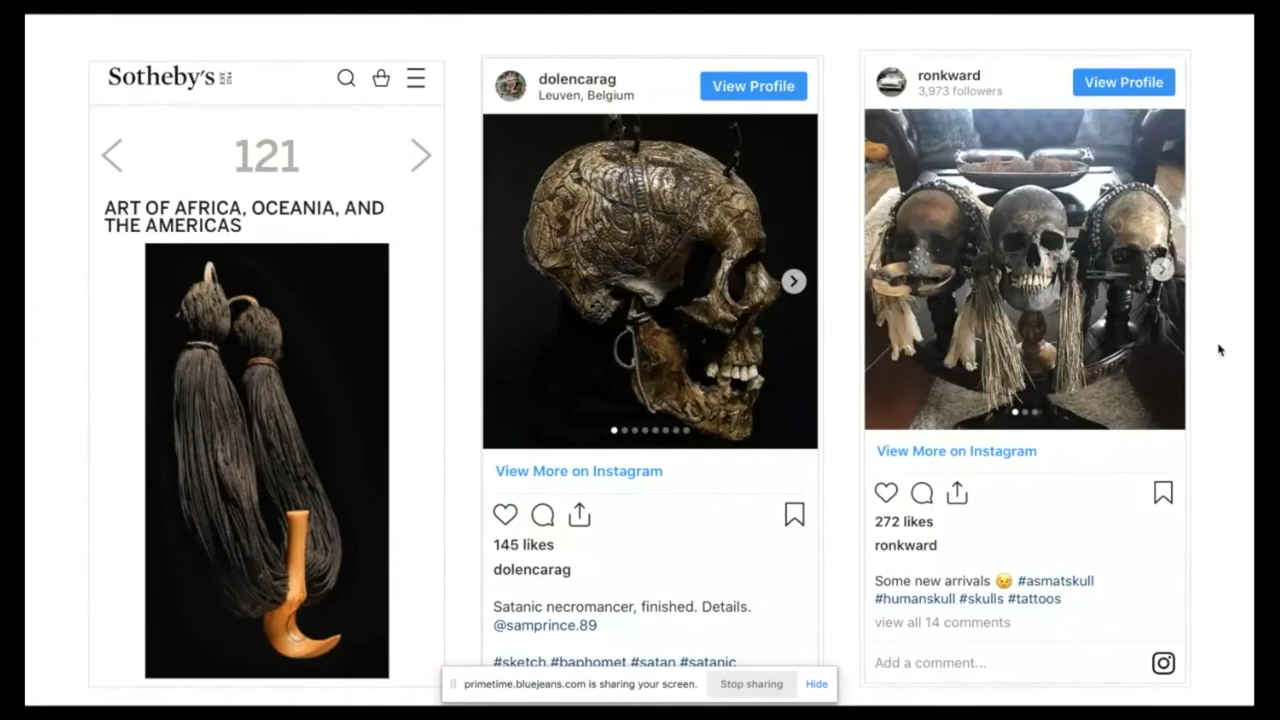 Sotheby's EST. 1744
121
ART OF AFRICA, OCEANIA, AND
THE AMERICAS
dolencarag
Leuven, Belgium
View Profile
View More on Instagram
145 likes
dolencarag
Satanic necromancer, finished. Details.
@samprince.89
#sketch #baphomet #satan #satanic
ronkward
3,973 followers
View Profile
View More on Instagram
272 likes
ronkward
Some new arrivals 😉 #asmatskull
#humanskull #skulls #tattoos
view all 14 comments
Add a comment...
primetime.bluejeans.com is sharing your screen.
Stop sharing
Hide